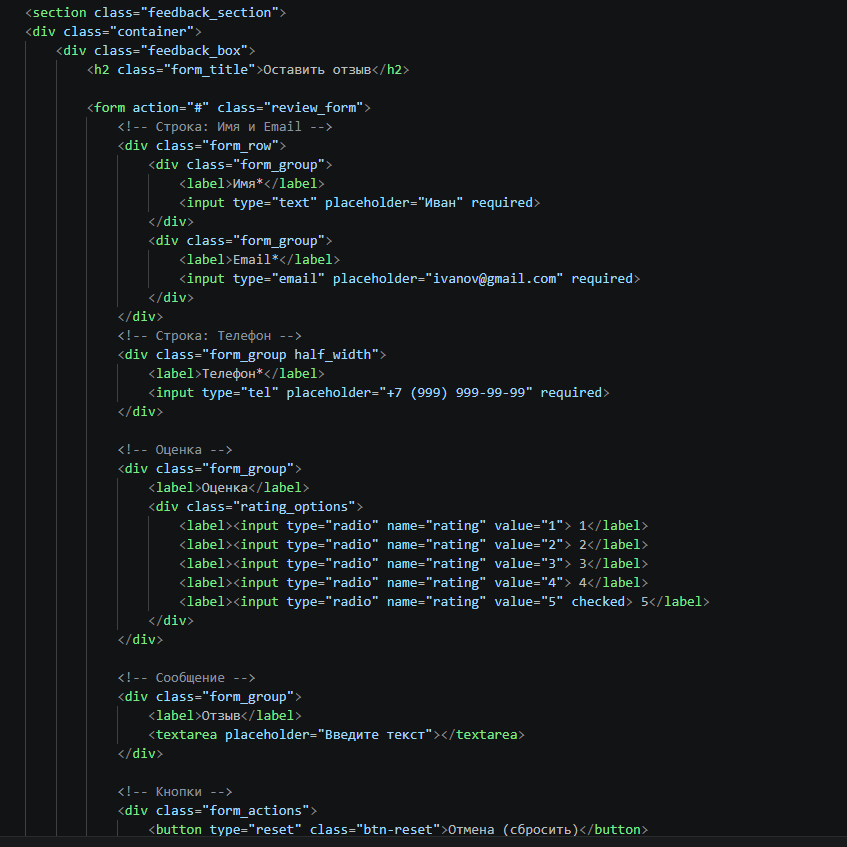 <section class="feedback_section">
<div class="container">
<div class="feedback_box">
<h2 class="form_title">Оставить отзыв</h2>
<form action="#" class="review_form">
<!-- Строка: Имя и Email -->
<div class="form_row">
<div class="form_group">
<label>Имя*</label>
<input type="text" placeholder="Иван" required>
</div>
<div class="form_group">
<label>Email*</label>
<input type="email" placeholder="ivanov@gmail.com" required>
</div>
</div>
<!-- Строка: Телефон -->
<div class="form_group half_width">
<label>Телефон*</label>
<input type="tel" placeholder="+7 (999) 999-99-99" required>
</div>
<!-- Оценка -->
<div class="form_group">
<label>Оценка</label>
<div class="rating_options">
<label><input type="radio" name="rating" value="1"> 1</label>
<label><input type="radio" name="rating" value="2"> 2</label>
<label><input type="radio" name="rating" value="3"> 3</label>
<label><input type="radio" name="rating" value="4"> 4</label>
<label><input type="radio" name="rating" value="5" checked> 5</label>
</div>
</div>
<!-- Сообщение -->
<div class="form_group">
<label>Отзыв</label>
<textarea placeholder="Введите текст"></textarea>
</div>
<!-- Кнопки -->
<div class="form_actions">
<button type="reset" class="btn-reset">Отмена (сбросить)</button>